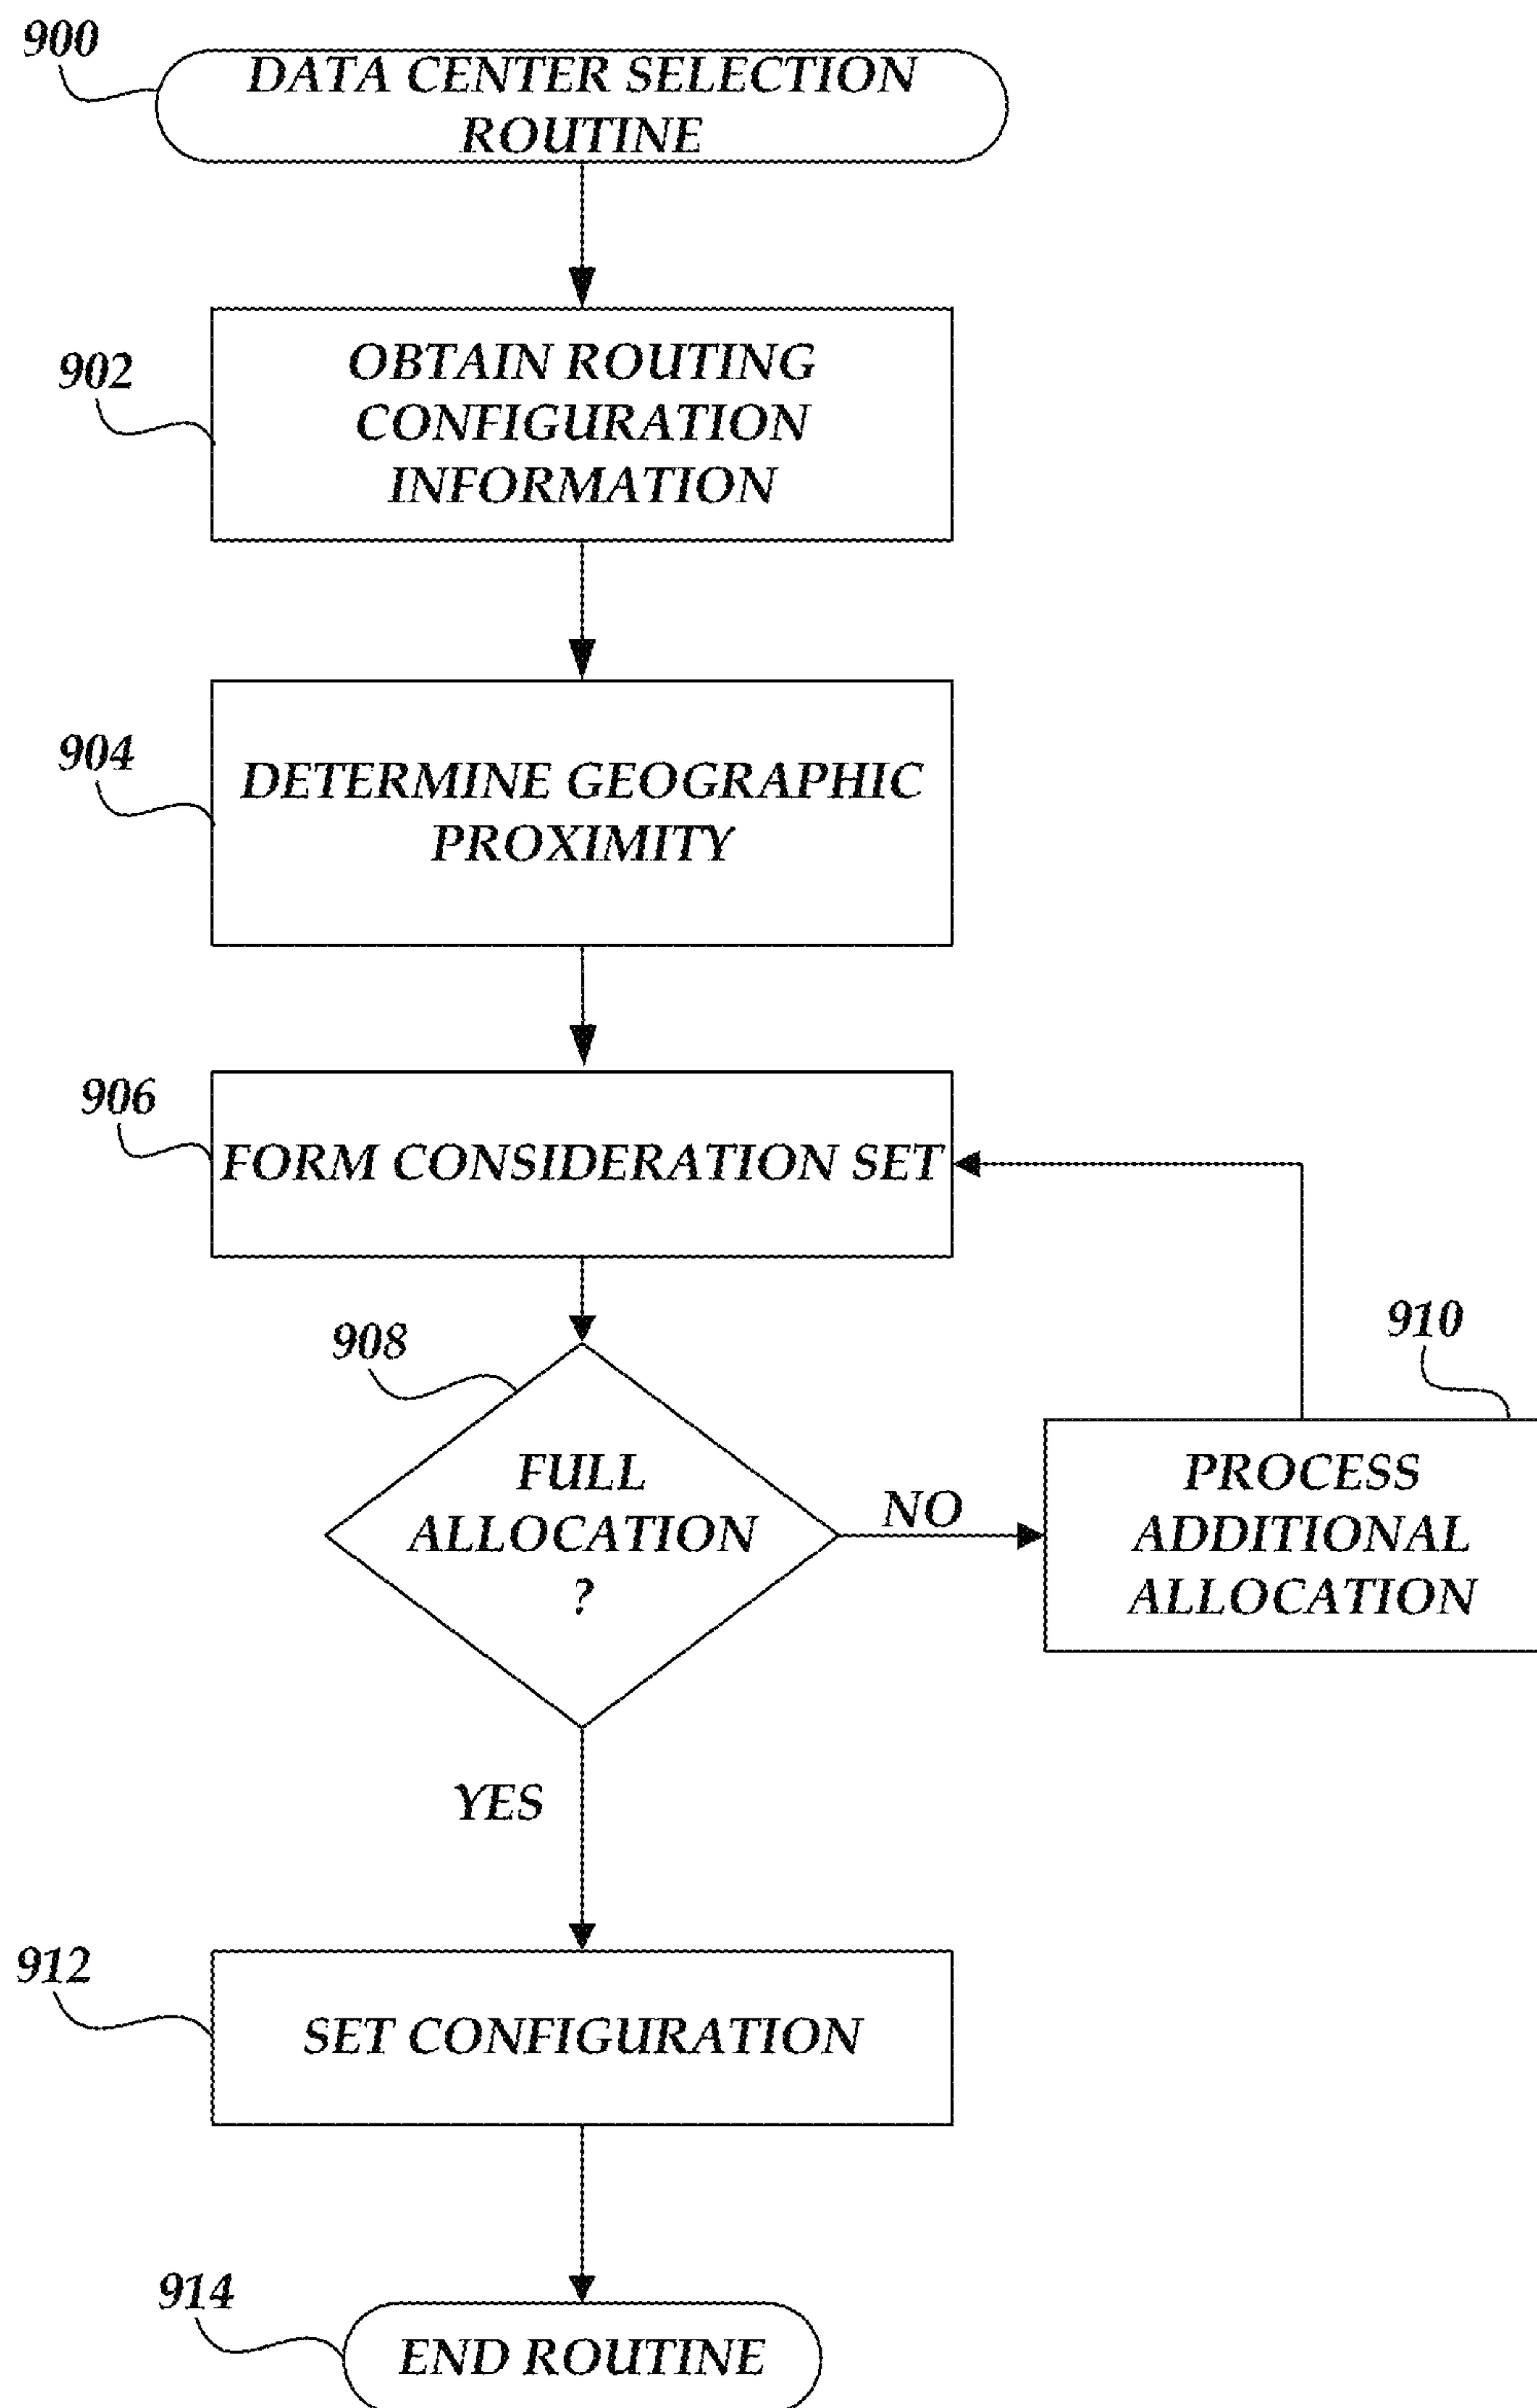 900
DATA CENTER SELECTION
ROUTINE
902
OBTAIN ROUTING
CONFIGURATION
INFORMATION
904
DETERMINE GEOGRAPHIC
PROXIMITY
906
FORM CONSIDERATION SET
908
FULL
ALLOCATION
?
NO
910
PROCESS
ADDITIONAL
ALLOCATION
YES
912
SET CONFIGURATION
914
END ROUTINE